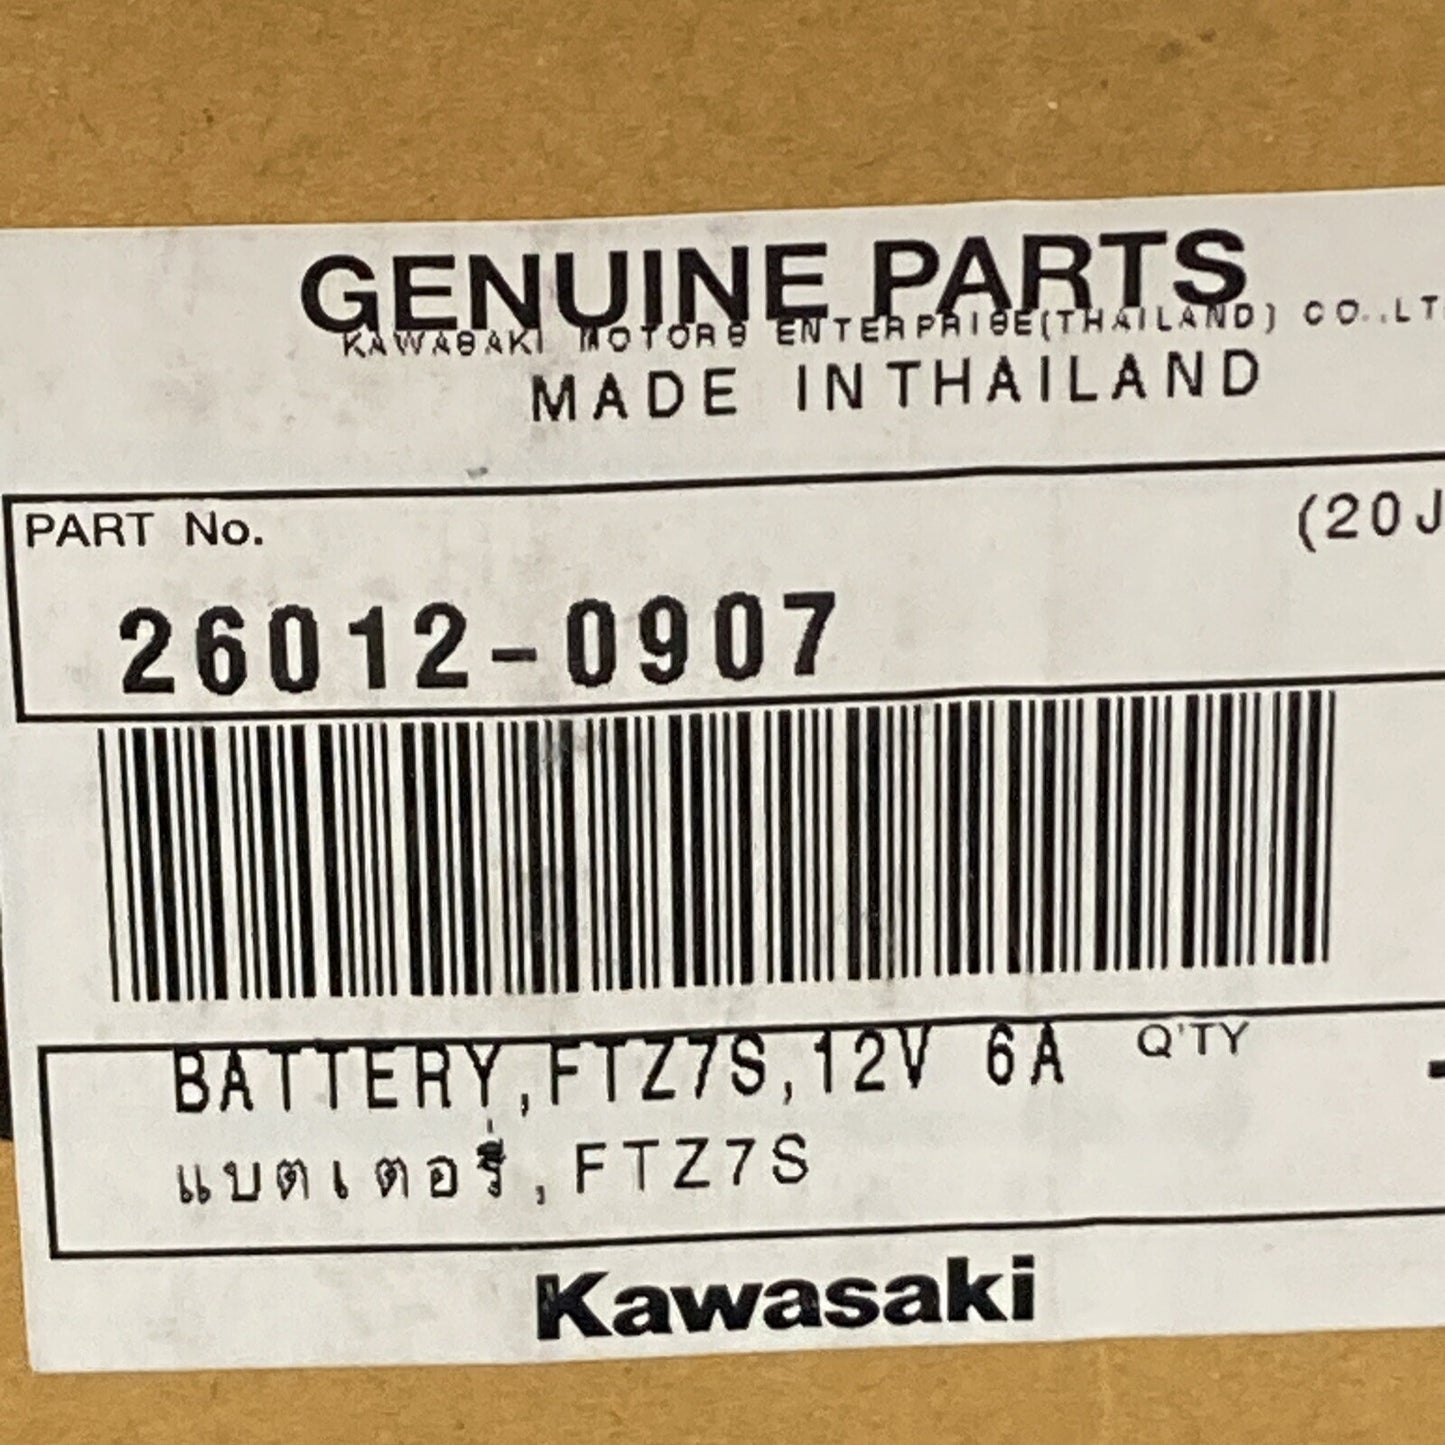 GENUINE PARTS
KAWASAKI MOTORS ENTERPRISE(THAILAND) CO.,LT
MADE INTHAILAND
PART No. (20J
26012-0907
BATTERY,FTZ7S,12V 6A Q'TY
แบตเตอรี่,FTZ7S
Kawasaki